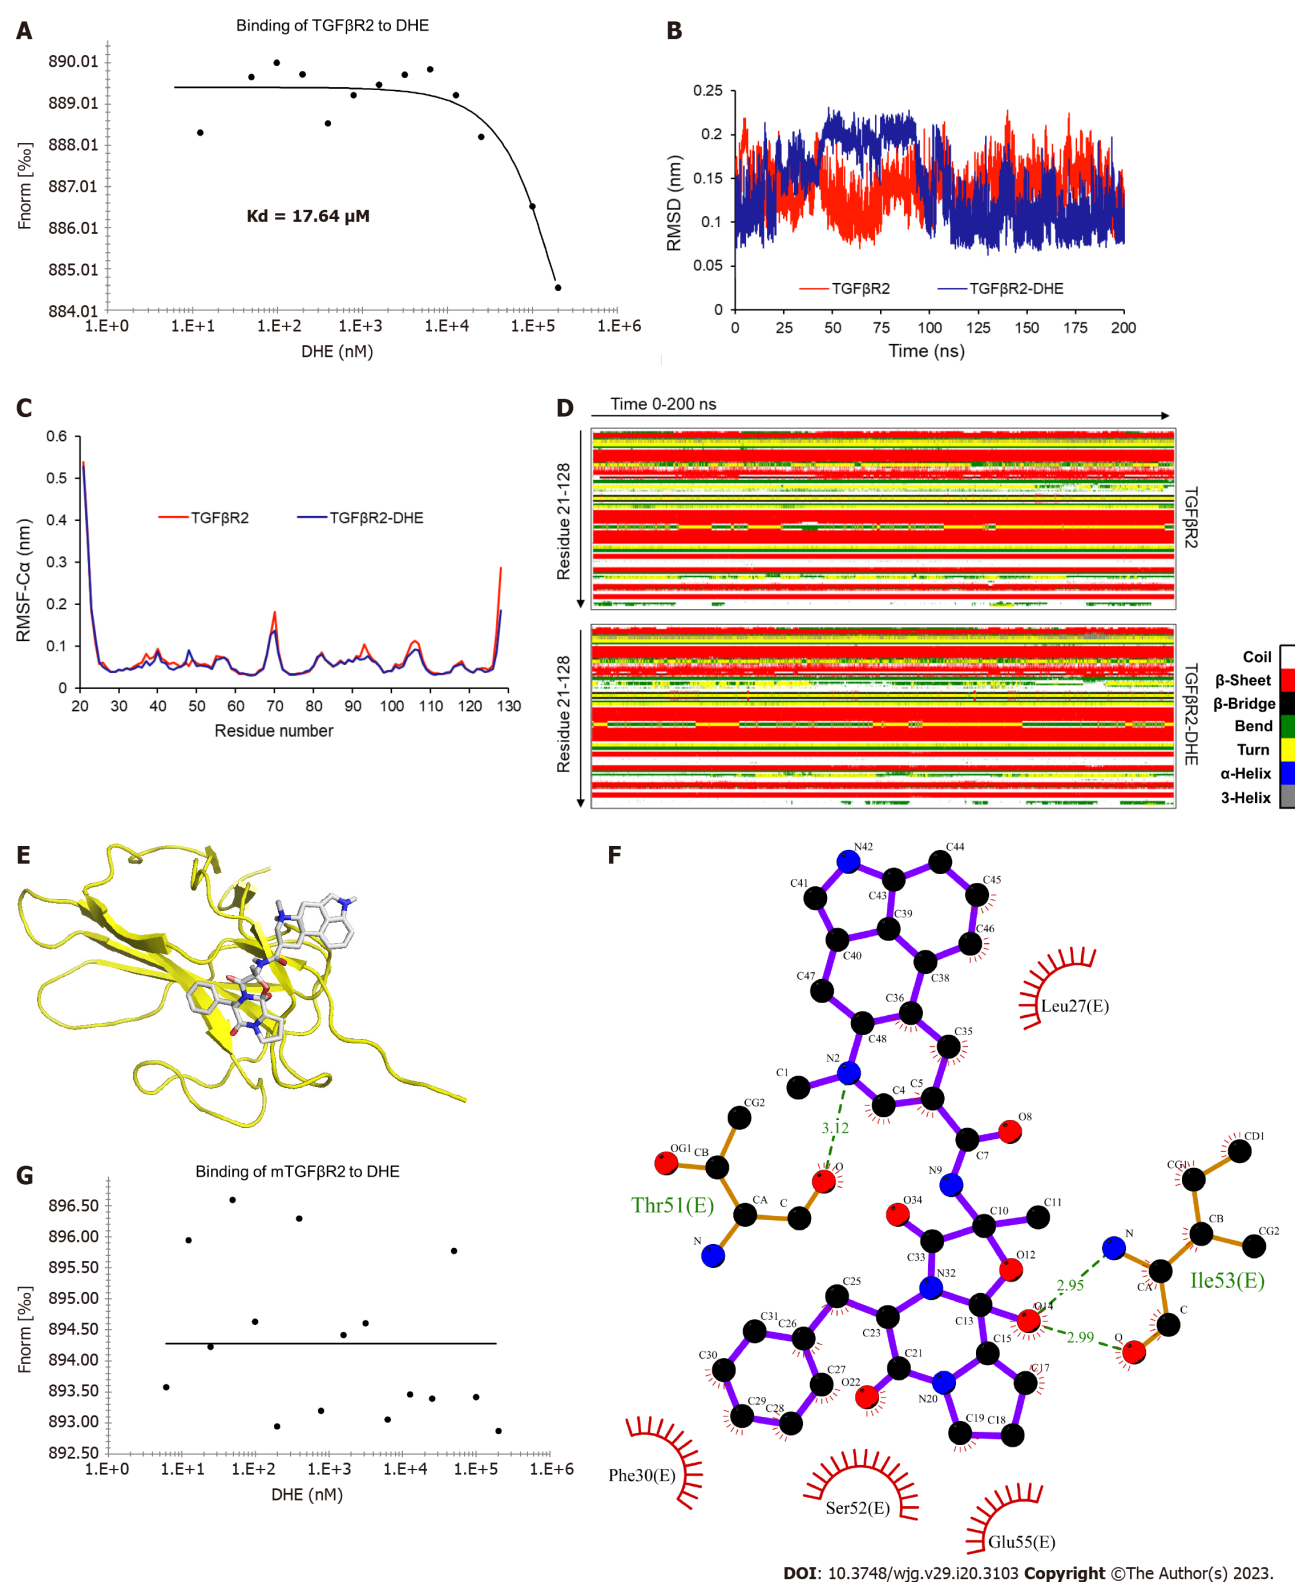 A
Binding of TGFβR2 to DHE
890.01
889.01
888.01
887.01
886.01
885.01
884.01
Fnorm [‰]
Kd = 17.64 µM
1.E+0
1.E+1
1.E+2
1.E+3
1.E+4
1.E+5
1.E+6
DHE (nM)
B
0.25
0.2
0.15
0.1
0.05
0
RMSD (nm)
TGFβR2
TGFβR2-DHE
0
25
50
75
100
125
150
175
200
Time (ns)
C
0.6
0.5
0.4
0.3
0.2
0.1
0
RMSF-Cα (nm)
TGFβR2
TGFβR2-DHE
20
30
40
50
60
70
80
90
100
110
120
130
Residue number
D
Time 0-200 ns
Residue 21-128
TGFβR2
Residue 21-128
TGFβR2-DHE
Coil
β-Sheet
β-Bridge
Bend
Turn
α-Helix
3-Helix
E
F
N42
C44
C41
C43
C45
C39
C46
C40
C38
C47
Leu27(E)
C36
C35
C48
N2
C1
C4
C5
CG2
3.12
O8
C7
OG1
CB
O
N9
CD1
CG1
Thr51(E)
CA
C
O34
C10
C11
CB
CG2
N
N
C33
O12
CA
Ile53(E)
N32
2.95
C25
O14
C
C31
C26
C23
C13
2.99
O
C15
C30
C27
C21
O22
N20
C17
C29
C28
C19
C18
Phe30(E)
Ser52(E)
Glu55(E)
G
Binding of mTGFβR2 to DHE
896.50
896.00
895.50
895.00
894.50
894.00
893.50
893.00
892.50
Fnorm [‰]
1.E+0
1.E+1
1.E+2
1.E+3
1.E+4
1.E+5
1.E+6
DHE (nM)
DOI: 10.3748/wjg.v29.i20.3103 Copyright ©The Author(s) 2023.